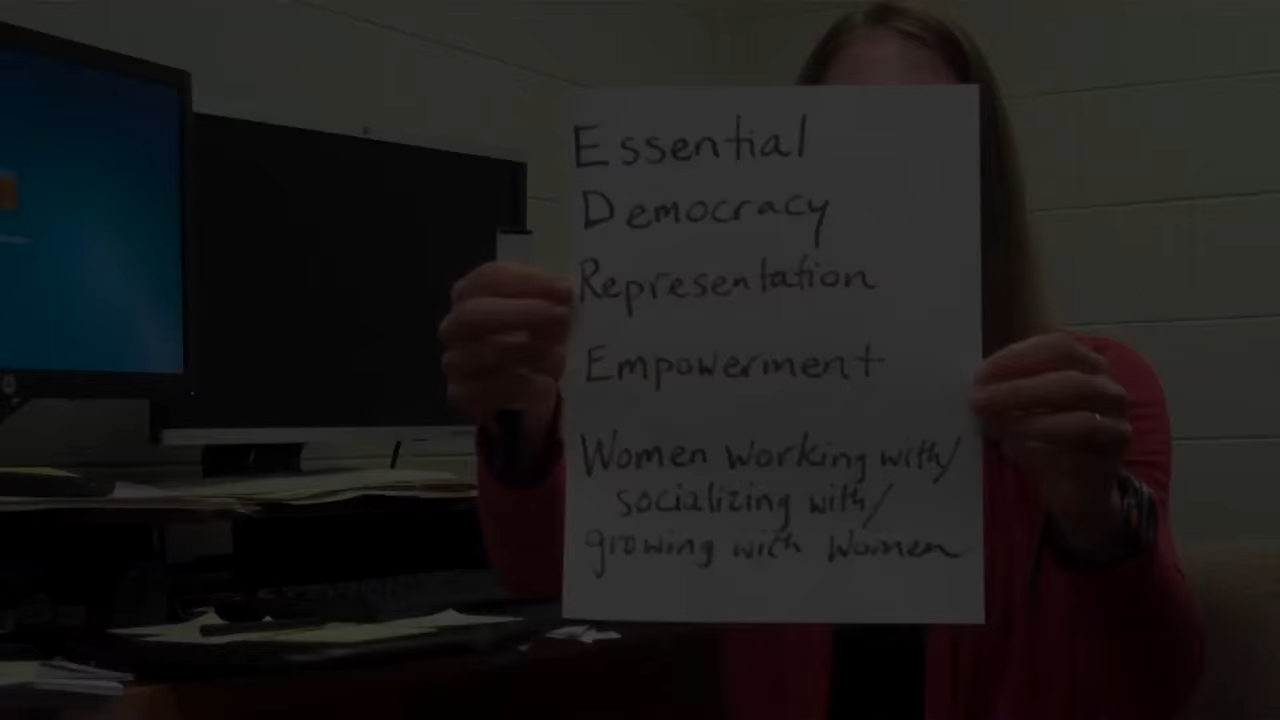 Essential
Democracy
Representation
Empowerment
Women working with/
socializing with/
growing with Women